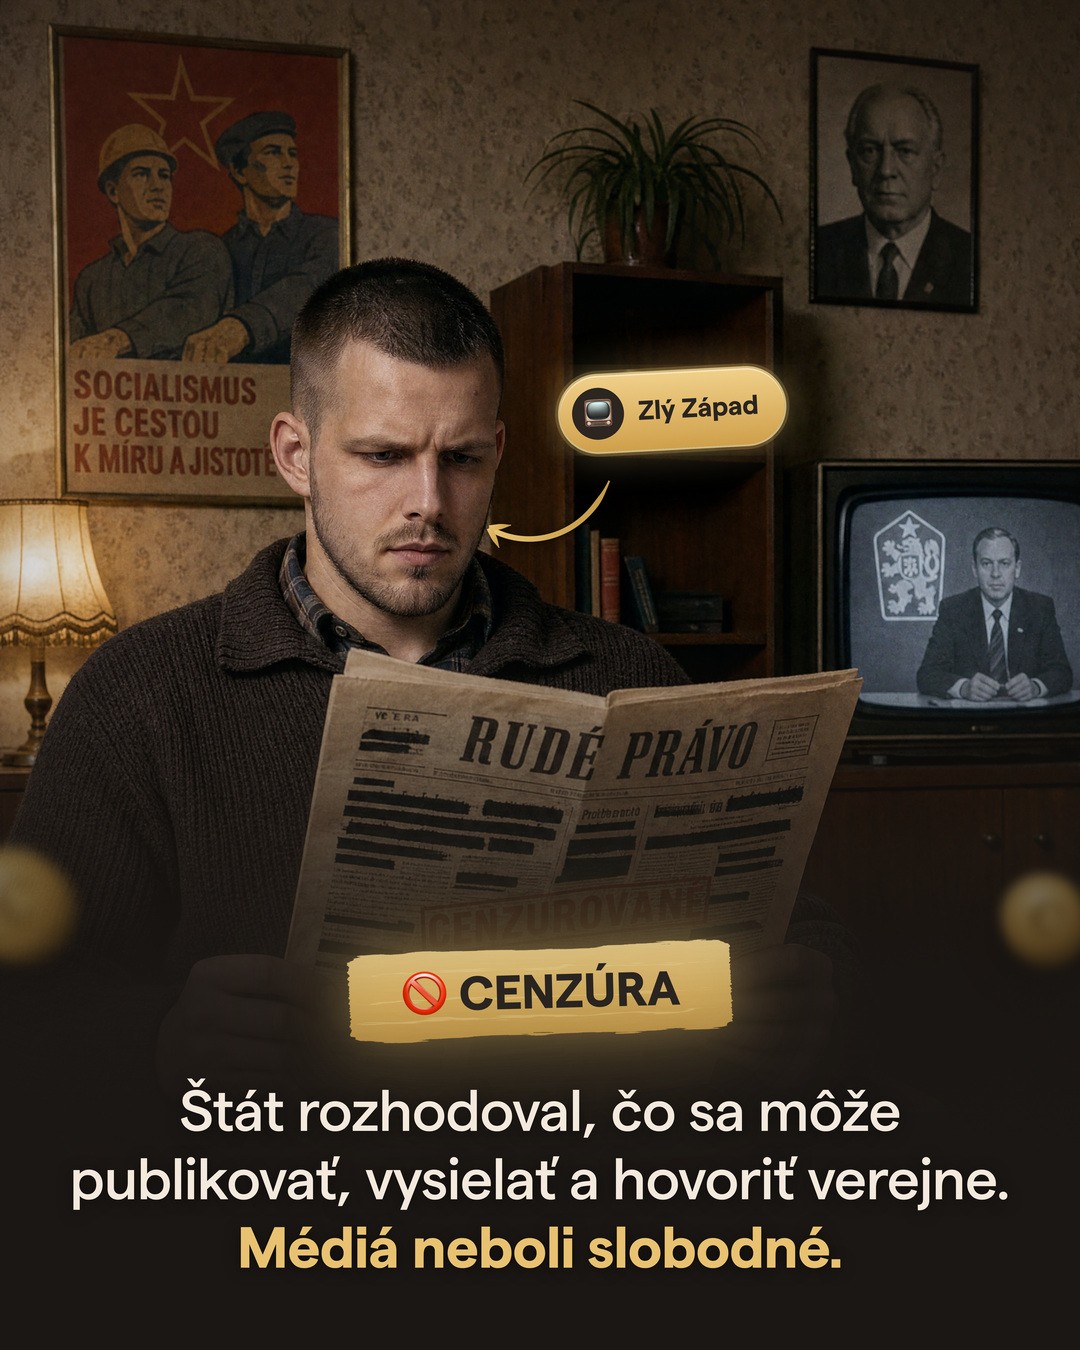 SOCIALISMUS
JE CESTOU
K MÍRU A JISTOTĚ
Zlý Západ
RUDÉ PRÁVO
CENZUROVANÉ
🚫 CENZÚRA
Štát rozhodoval, čo sa môže
publikovať, vysielať a hovoriť verejne.
Médiá neboli slobodné.